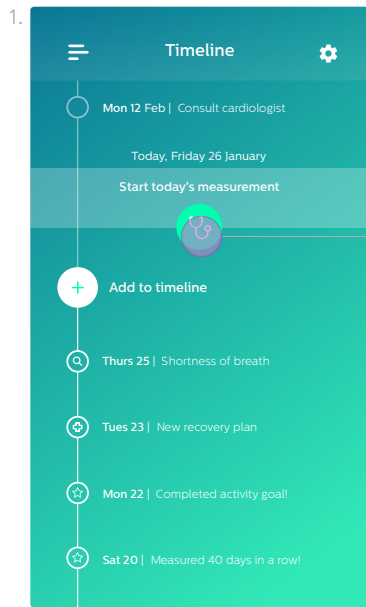 1.
Timeline
Mon 12 Feb | Consult cardiologist
Today, Friday 26 January
Start today's measurement
Add to timeline
Thurs 25 | Shortness of breath
Tues 23 | New recovery plan
Mon 22 | Completed activity goal!
Sat 20 | Measured 40 days in a row!